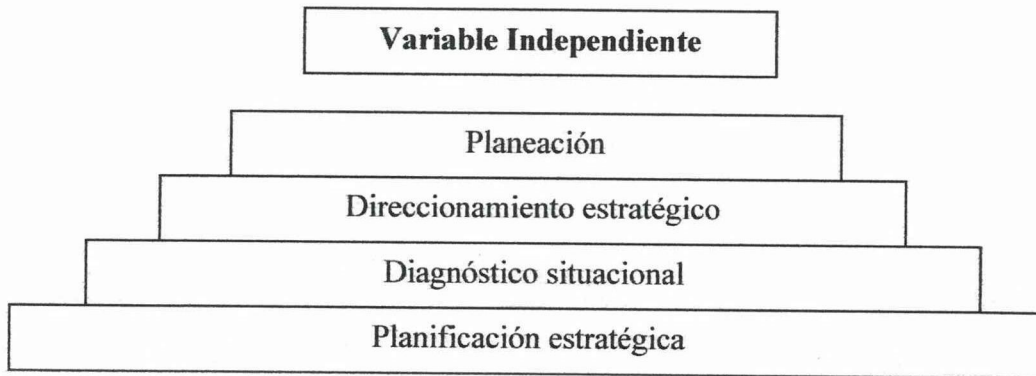 Variable Independiente
Planeación
Direccionamiento estratégico
Diagnóstico situacional
Planificación estratégica